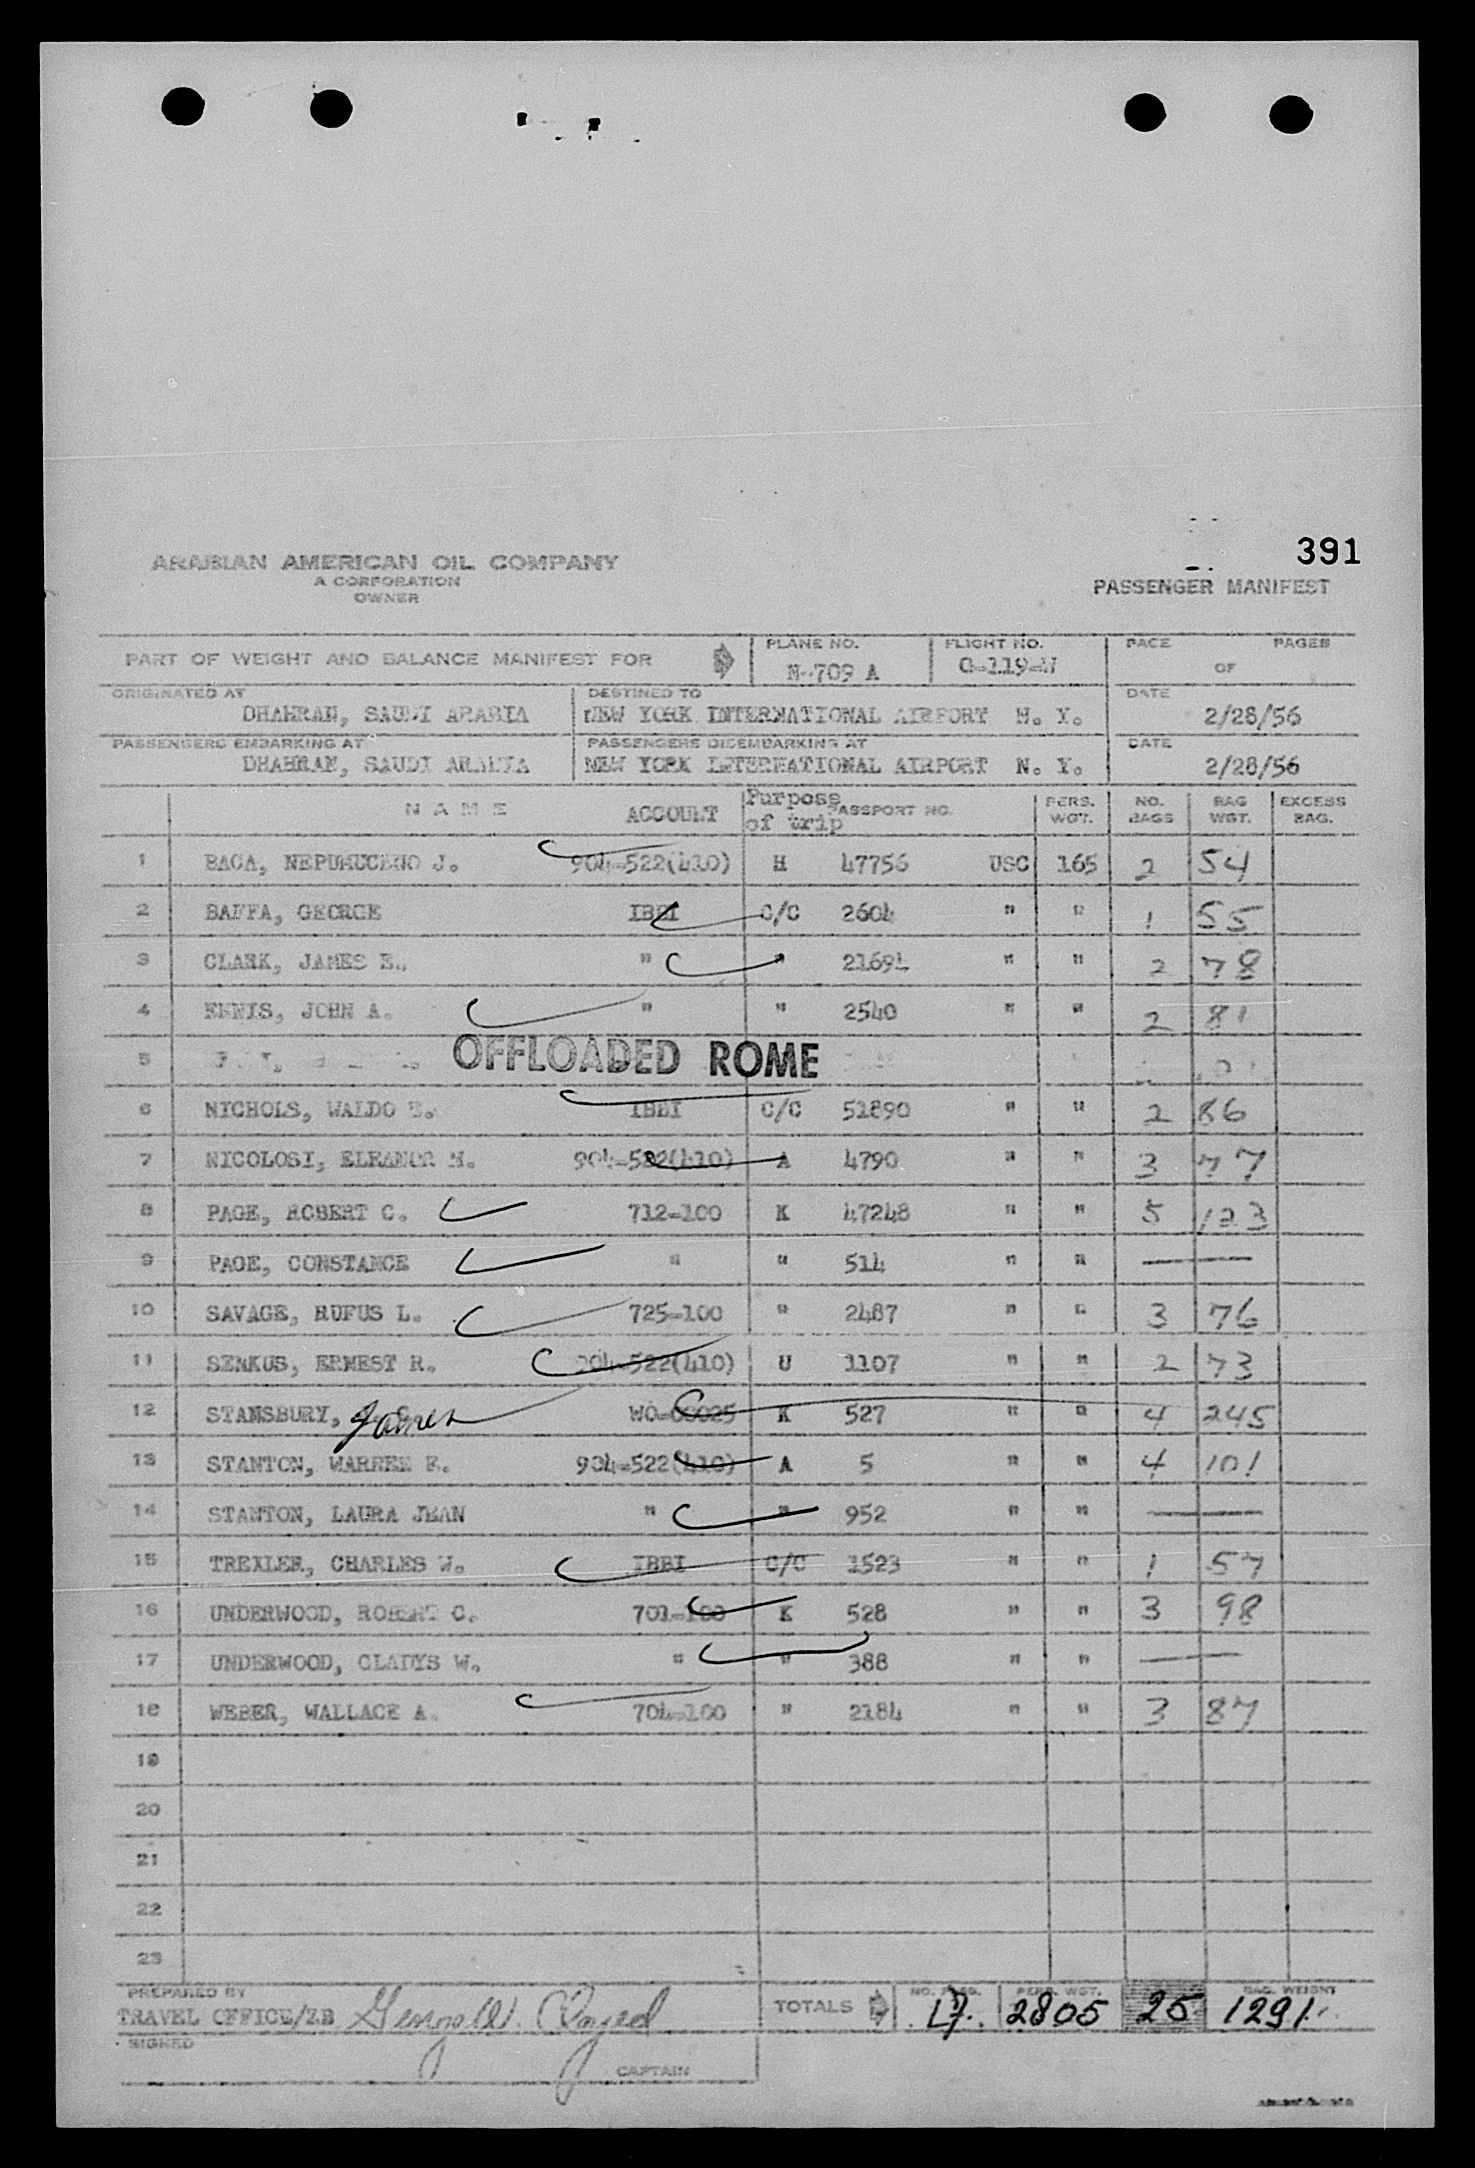 391
ARABIAN AMERICAN OIL COMPANY
A CORPORATION
OWNER
PASSENGER MANIFEST
PART OF WEIGHT AND BALANCE MANIFEST FOR PLANE NO. N-709 A FLIGHT NO. PAGE OF PAGES
ORIGINATED AT DHAHRAN, SAUDI ARABIA DESTINED TO NEW YORK INTERNATIONAL AIRPORT N. Y. DATE 2/28/56
PASSENGERS EMBARKING AT DHAHRAN, SAUDI ARABIA PASSENGERS DISEMBARKING AT NEW YORK INTERNATIONAL AIRPORT N. Y. DATE 2/28/56
NAME ACCOUNT Purpose of trip PASSPORT NO. PERS. WGT. NO. BAGS BAG WGT. EXCESS BAG.
1 BACA, NEPUMUCENO J. 904-522(410) H 47756 USC 165 2 54
2 BAFFA, GEORGE IBBI C/C 2604 " " 1 55
3 CLARK, JAMES E. " " 21694 " " 2 78
4 ENNIS, JOHN A. " " 2540 " " 2 81
5 OFFLOADED ROME
6 NICHOLS, WALDO E. IBBI C/C 51890 " " 2 86
7 NICOLOSI, ELEANOR M. 904-522(410) A 4790 " " 3 77
8 PAGE, ROBERT C. 712-100 K 47248 " " 5 123
9 PAGE, CONSTANCE " " 514 " " —
10 SAVAGE, RUFUS L. 725-100 " 2487 " " 3 76
11 SENKUS, ERNEST R. 904-522(410) U 1107 " " 2 73
12 STANSBURY, James WO-00025 K 527 " " 4 245
13 STANTON, WARREN E. 904-522(410) A 5 " " 4 101
14 STANTON, LAURA JEAN " " 952 " " —
15 TREXLER, CHARLES W. IBBI C/C 1523 " " 1 57
16 UNDERWOOD, ROBERT C. 701-100 K 528 " " 3 98
17 UNDERWOOD, GLADYS W. " " 388 " " —
18 WEBER, WALLACE A. 704-100 " 2184 " " 3 87
19
20
21
22
23
PREPARED BY TRAVEL OFFICE/ZB TOTALS NO. PASS. 17 PERS. WGT. 2805 25 BAG. WEIGHT 1291
SIGNED CAPTAIN